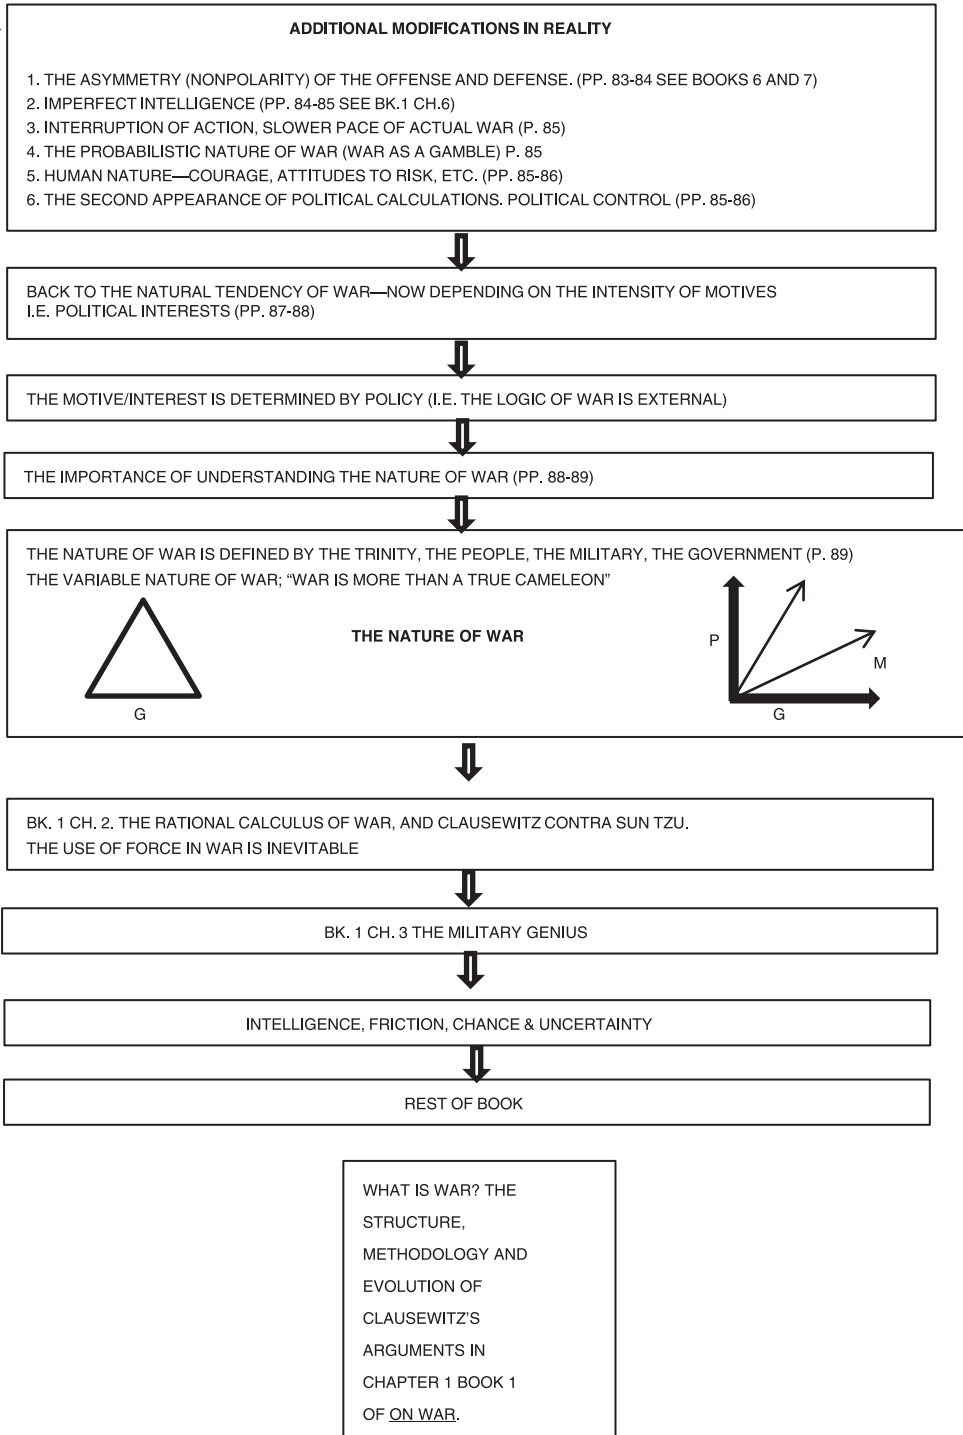 ADDITIONAL MODIFICATIONS IN REALITY
1. THE ASYMMETRY (NONPOLARITY) OF THE OFFENSE AND DEFENSE. (PP. 83-84 SEE BOOKS 6 AND 7)
2. IMPERFECT INTELLIGENCE (PP. 84-85 SEE BK.1 CH.6)
3. INTERRUPTION OF ACTION, SLOWER PACE OF ACTUAL WAR (P. 85)
4. THE PROBABILISTIC NATURE OF WAR (WAR AS A GAMBLE) P. 85
5. HUMAN NATURE—COURAGE, ATTITUDES TO RISK, ETC. (PP. 85-86)
6. THE SECOND APPEARANCE OF POLITICAL CALCULATIONS. POLITICAL CONTROL (PP. 85-86)
BACK TO THE NATURAL TENDENCY OF WAR—NOW DEPENDING ON THE INTENSITY OF MOTIVES
I.E. POLITICAL INTERESTS (PP. 87-88)
THE MOTIVE/INTEREST IS DETERMINED BY POLICY (I.E. THE LOGIC OF WAR IS EXTERNAL)
THE IMPORTANCE OF UNDERSTANDING THE NATURE OF WAR (PP. 88-89)
THE NATURE OF WAR IS DEFINED BY THE TRINITY, THE PEOPLE, THE MILITARY, THE GOVERNMENT (P. 89)
THE VARIABLE NATURE OF WAR; “WAR IS MORE THAN A TRUE CAMELEON”
THE NATURE OF WAR
G
P
M
G
BK. 1 CH. 2. THE RATIONAL CALCULUS OF WAR, AND CLAUSEWITZ CONTRA SUN TZU.
THE USE OF FORCE IN WAR IS INEVITABLE
BK. 1 CH. 3 THE MILITARY GENIUS
INTELLIGENCE, FRICTION, CHANCE & UNCERTAINTY
REST OF BOOK
WHAT IS WAR? THE
STRUCTURE,
METHODOLOGY AND
EVOLUTION OF
CLAUSEWITZ’S
ARGUMENTS IN
CHAPTER 1 BOOK 1
OF ON WAR.